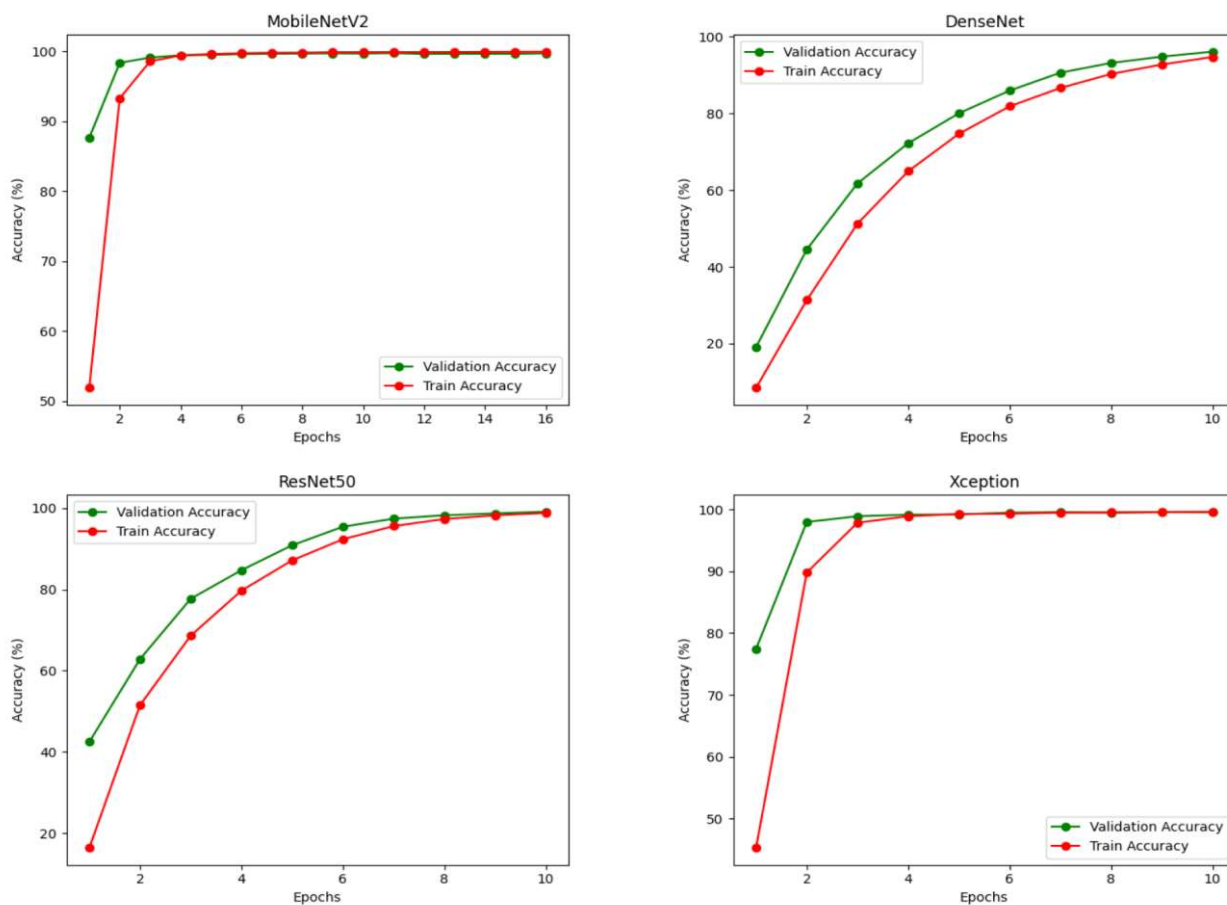 MobileNetV2
100
90
80
70
60
50
Accuracy (%)
Validation Accuracy
Train Accuracy
2 4 6 8 10 12 14 16
Epochs
DenseNet
100
80
60
40
20
Accuracy (%)
Validation Accuracy
Train Accuracy
2 4 6 8 10
Epochs
ResNet50
100
80
60
40
20
Accuracy (%)
Validation Accuracy
Train Accuracy
2 4 6 8 10
Epochs
Xception
100
90
80
70
60
50
Accuracy (%)
Validation Accuracy
Train Accuracy
2 4 6 8 10
Epochs